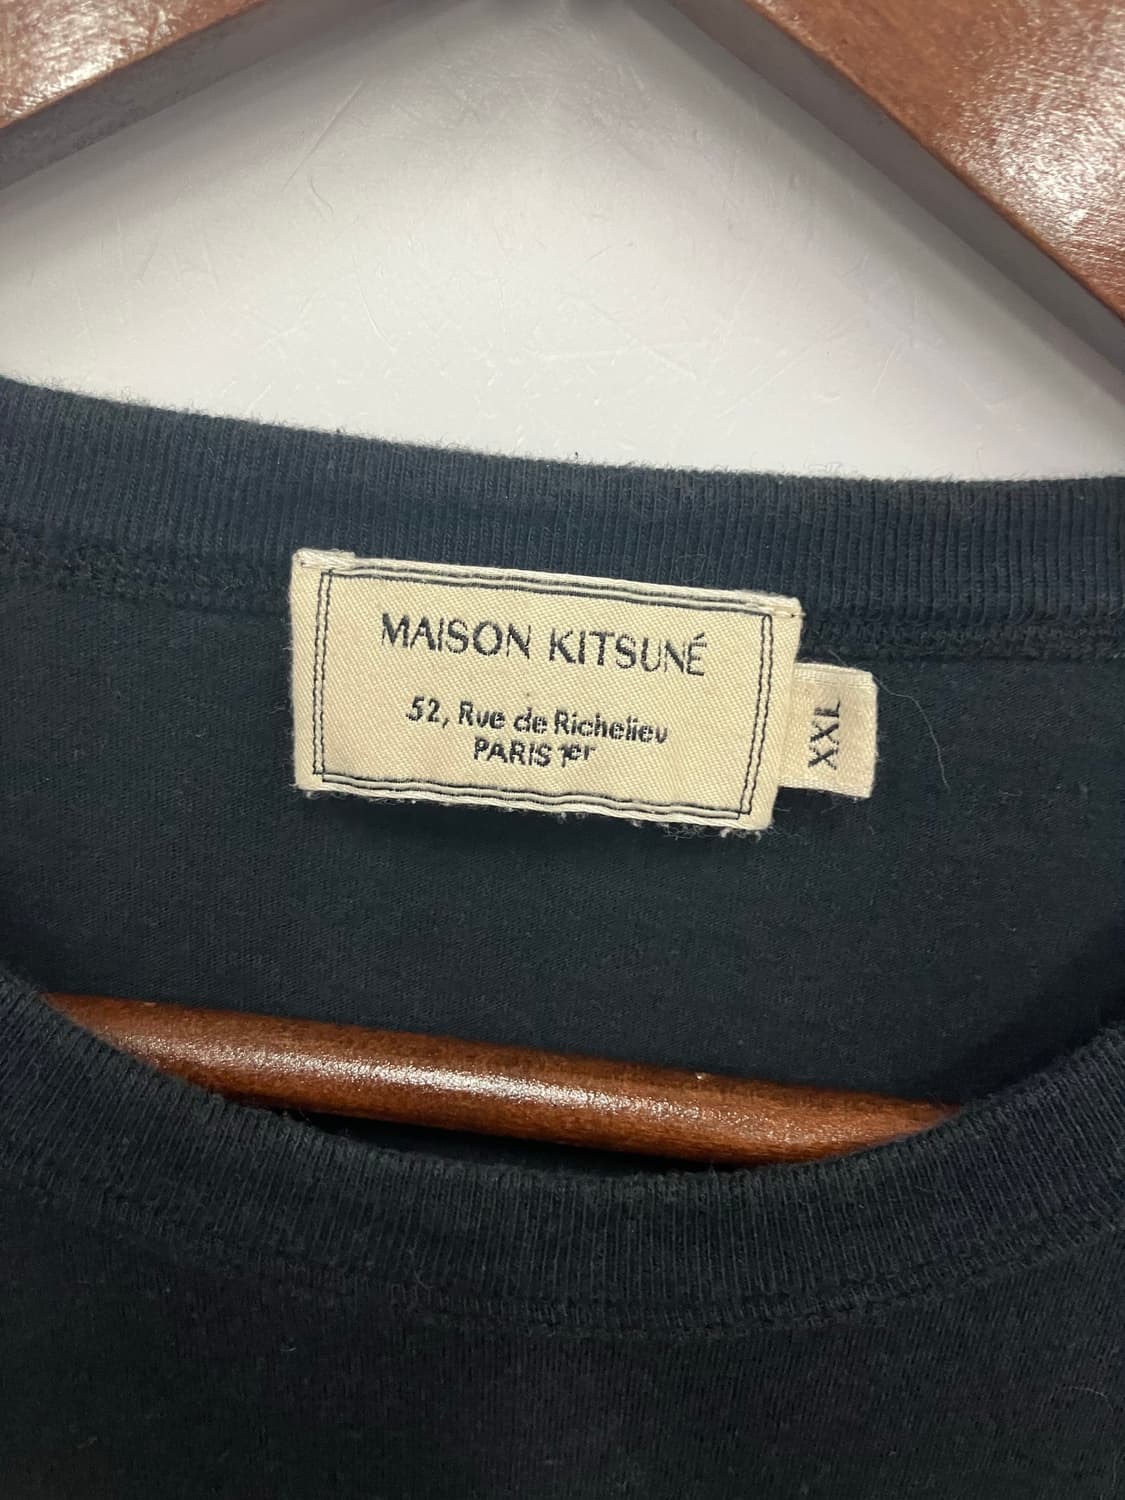 MAISON KITSUNÉ
52, Rue de Richelieu
PARIS 1er
XXL